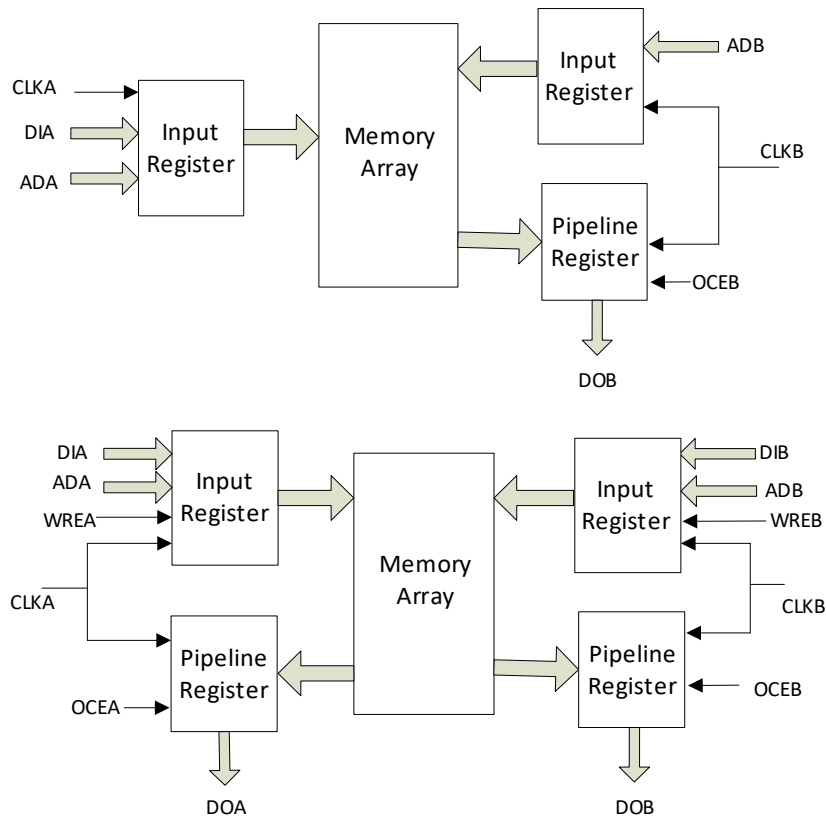 CLKA
DIA
ADA
Input
Register
Memory
Array
Input
Register
ADB
CLKB
Pipeline
Register
OCEB
DOB
DIA
ADA
WREA
CLKA
Input
Register
Pipeline
Register
OCEA
DOA
Memory
Array
Input
Register
DIB
ADB
WREB
CLKB
Pipeline
Register
OCEB
DOB